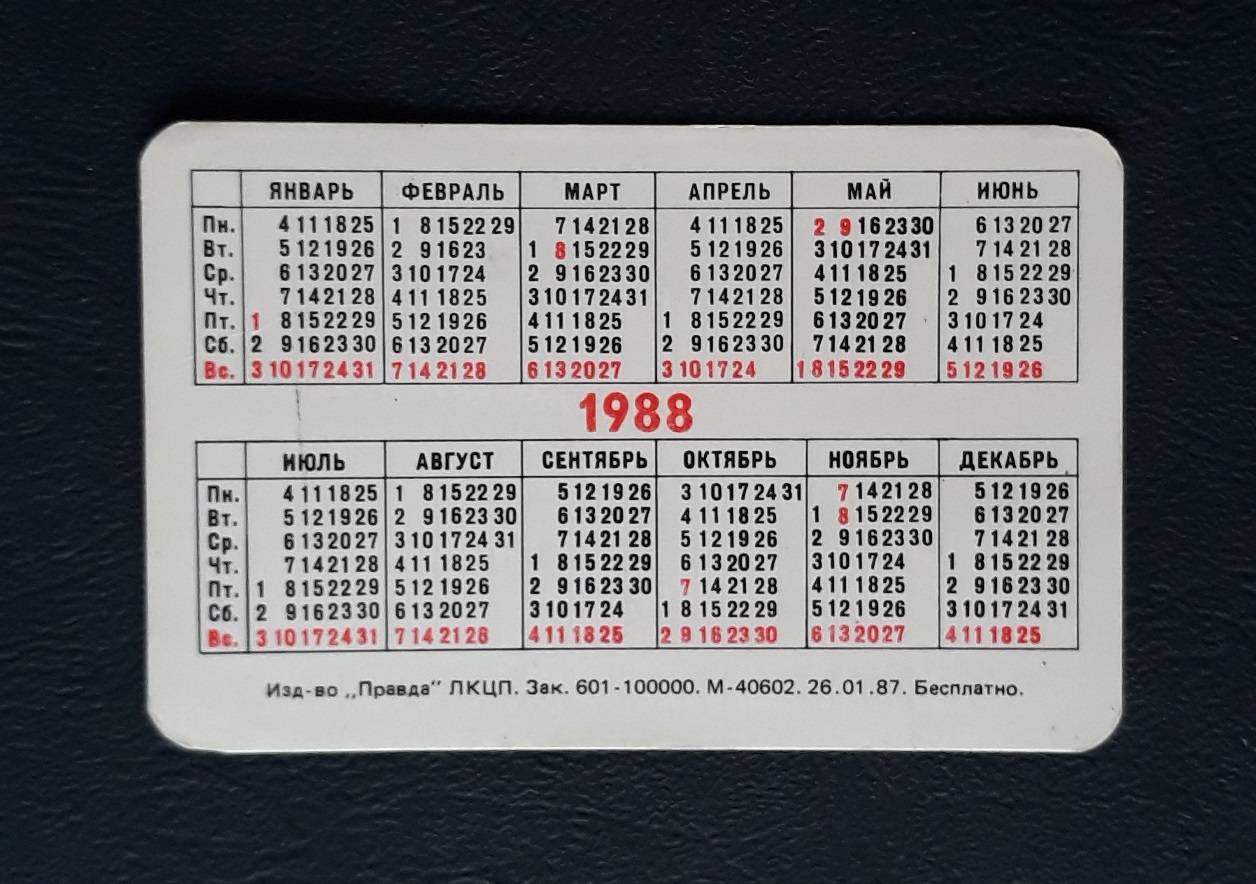 ЯНВАРЬ ФЕВРАЛЬ МАРТ АПРЕЛЬ МАЙ ИЮНЬ
Пн. 4 11 18 25 1 8 15 22 29 7 14 21 28 4 11 18 25 2 9 16 23 30 6 13 20 27
Вт. 5 12 19 26 2 9 16 23 1 8 15 22 29 5 12 19 26 3 10 17 24 31 7 14 21 28
Ср. 6 13 20 27 3 10 17 24 2 9 16 23 30 6 13 20 27 4 11 18 25 1 8 15 22 29
Чт. 7 14 21 28 4 11 18 25 3 10 17 24 31 7 14 21 28 5 12 19 26 2 9 16 23 30
Пт. 1 8 15 22 29 5 12 19 26 4 11 18 25 1 8 15 22 29 6 13 20 27 3 10 17 24
Сб. 2 9 16 23 30 6 13 20 27 5 12 19 26 2 9 16 23 30 7 14 21 28 4 11 18 25
Вс. 3 10 17 24 31 7 14 21 28 6 13 20 27 3 10 17 24 1 8 15 22 29 5 12 19 26
1988
ИЮЛЬ АВГУСТ СЕНТЯБРЬ ОКТЯБРЬ НОЯБРЬ ДЕКАБРЬ
Пн. 4 11 18 25 1 8 15 22 29 5 12 19 26 3 10 17 24 31 7 14 21 28 5 12 19 26
Вт. 5 12 19 26 2 9 16 23 30 6 13 20 27 4 11 18 25 1 8 15 22 29 6 13 20 27
Ср. 6 13 20 27 3 10 17 24 31 7 14 21 28 5 12 19 26 2 9 16 23 30 7 14 21 28
Чт. 7 14 21 28 4 11 18 25 1 8 15 22 29 6 13 20 27 3 10 17 24 1 8 15 22 29
Пт. 1 8 15 22 29 5 12 19 26 2 9 16 23 30 7 14 21 28 4 11 18 25 2 9 16 23 30
Сб. 2 9 16 23 30 6 13 20 27 3 10 17 24 1 8 15 22 29 5 12 19 26 3 10 17 24 31
Вс. 3 10 17 24 31 7 14 21 28 4 11 18 25 2 9 16 23 30 6 13 20 27 4 11 18 25
Изд-во „Правда" ЛКЦП. Зак. 601-100000. М-40602. 26.01.87. Бесплатно.